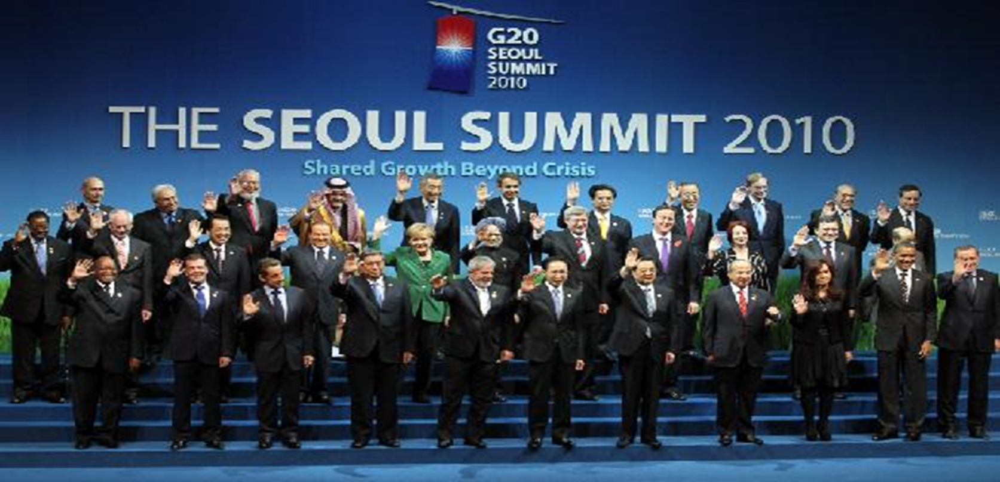 G20
SEOUL
SUMMIT
2010
THE SEOUL SUMMIT 2010
Shared Growth Beyond Crisis